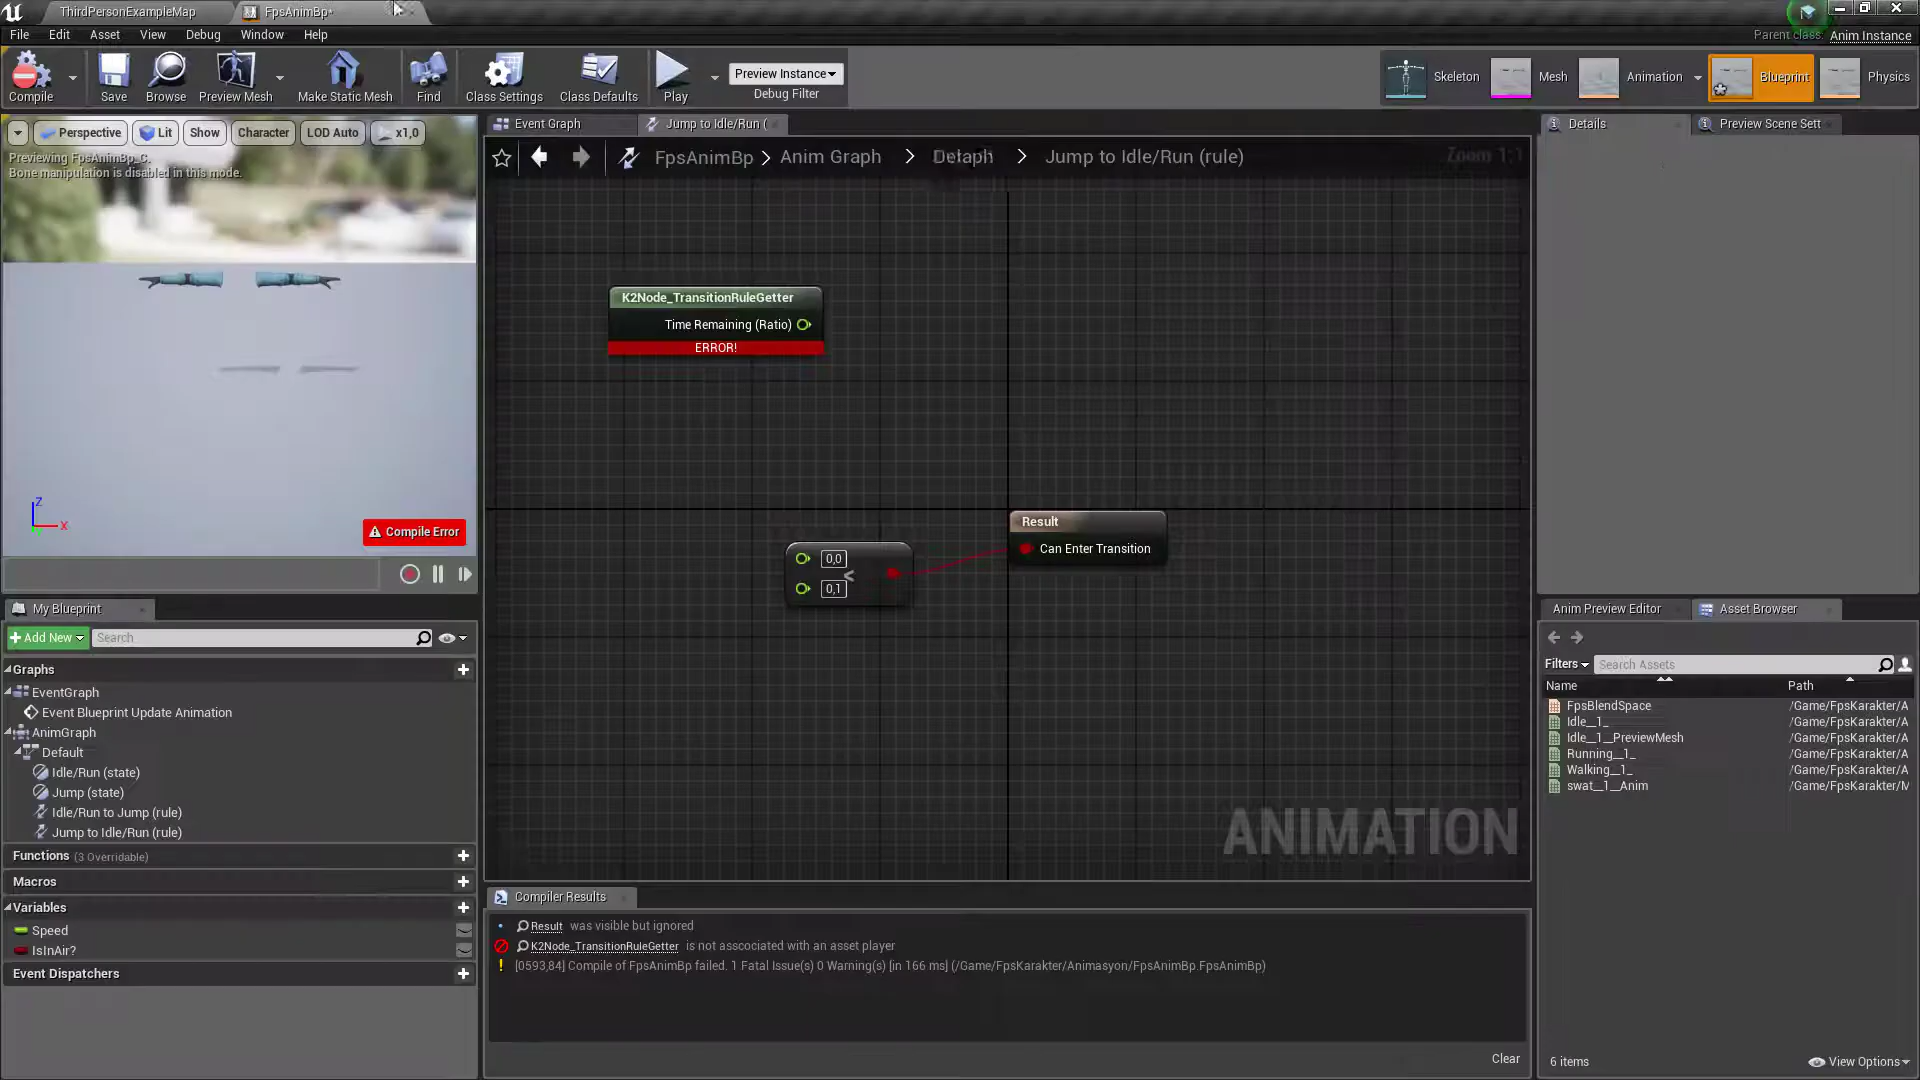 ThirdPersonExampleMap
FpsAnimBp*
File Edit Asset View Debug Window Help
Parent class: Anim Instance
Compile
Save
Browse
Preview Mesh
Make Static Mesh
Find
Class Settings
Class Defaults
Play
Preview Instance
Debug Filter
Skeleton
Mesh
Animation
Blueprint
Physics
Perspective
Lit
Show
Character
LOD Auto
x1,0
Previewing FpsAnimBp_C.
Bone manipulation is disabled in this mode.
Z
X
Compile Error
Event Graph
Jump to Idle/Run (
FpsAnimBp > Anim Graph > > Jump to Idle/Run (rule)
Zoom 1:1
K2Node_TransitionRuleGetter
Time Remaining (Ratio)
ERROR!
0,0
<
0,1
Result
Can Enter Transition
ANIMATION
Details
Preview Scene Sett
My Blueprint
+Add New
Search
Graphs
EventGraph
Event Blueprint Update Animation
AnimGraph
Default
Idle/Run (state)
Jump (state)
Idle/Run to Jump (rule)
Jump to Idle/Run (rule)
Functions (3 Overridable)
Macros
Variables
Speed
IsInAir?
Event Dispatchers
Compiler Results
Result was visible but ignored
K2Node_TransitionRuleGetter is not asscociated with an asset player
[0593,84] Compile of FpsAnimBp failed. 1 Fatal Issue(s) 0 Warning(s) [in 166 ms] (/Game/FpsKarakter/Animasyon/FpsAnimBp.FpsAnimBp)
Clear
Anim Preview Editor
Asset Browser
Filters
Search Assets
Name
Path
FpsBlendSpace /Game/FpsKarakter/A
Idle__1_ /Game/FpsKarakter/A
Idle__1__PreviewMesh /Game/FpsKarakter/A
Running__1_ /Game/FpsKarakter/A
Walking__1_ /Game/FpsKarakter/A
swat__1__Anim /Game/FpsKarakter/M
6 items
View Options